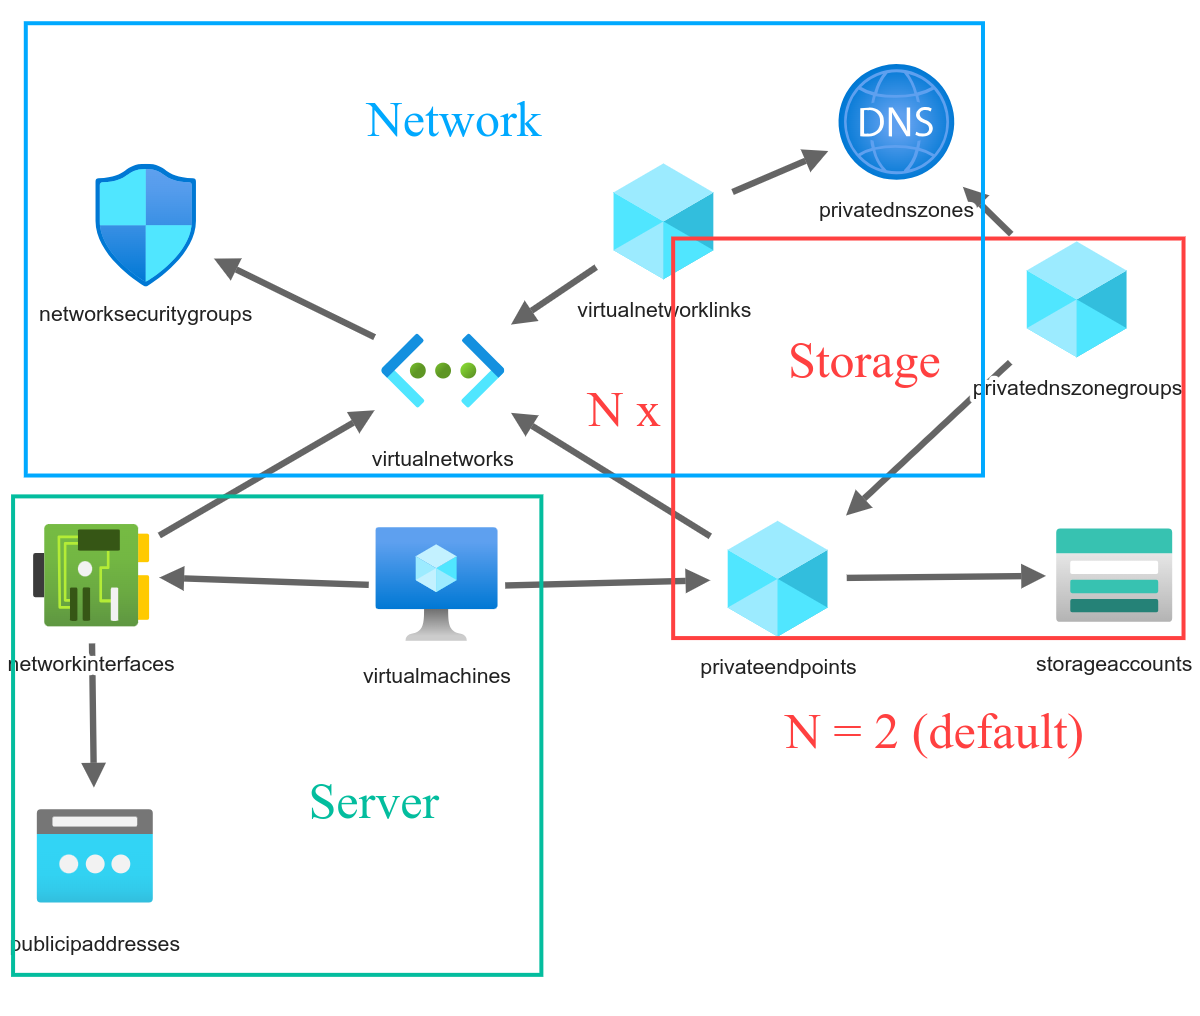 Network
DNS
privatednszones
networksecuritygroups
virtualnetworklinks
Storage
privatednszonegroups
N x
virtualnetworks
networkinterfaces
virtualmachines
privateendpoints
storageaccounts
N = 2 (default)
Server
publicipaddresses